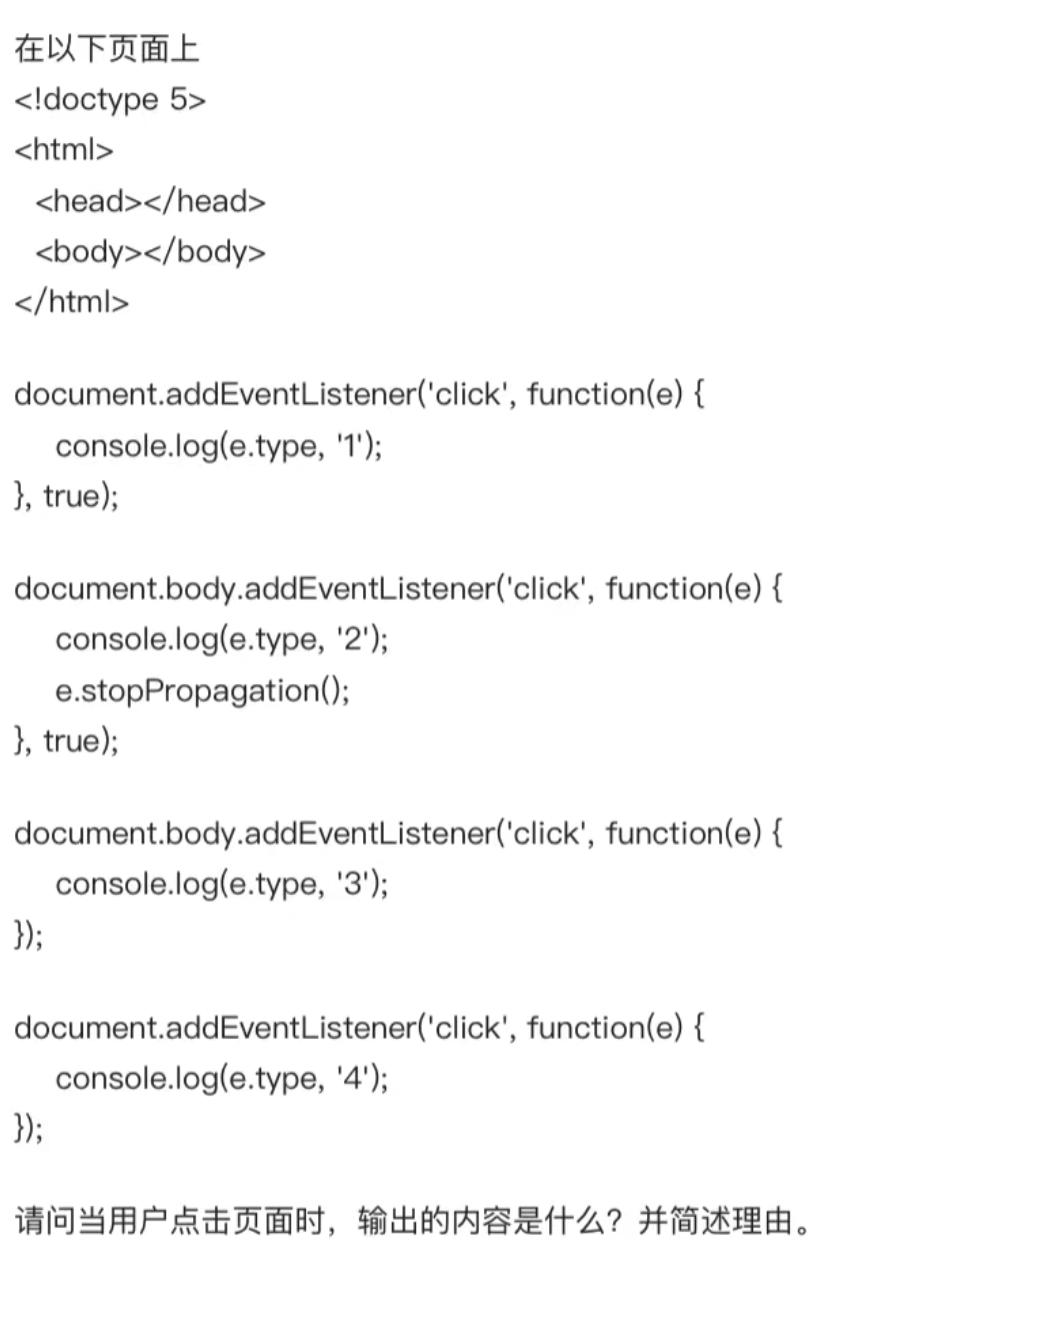 在以下页面上
<!doctype 5>
<html>
<head></head>
<body></body>
</html>
document.addEventListener('click', function(e) {
console.log(e.type, '1');
}, true);
document.body.addEventListener('click', function(e) {
console.log(e.type, '2');
e.stopPropagation();
}, true);
document.body.addEventListener('click', function(e) {
console.log(e.type, '3');
});
document.addEventListener('click', function(e) {
console.log(e.type, '4');
});
请问当用户点击页面时，输出的内容是什么？并简述理由。